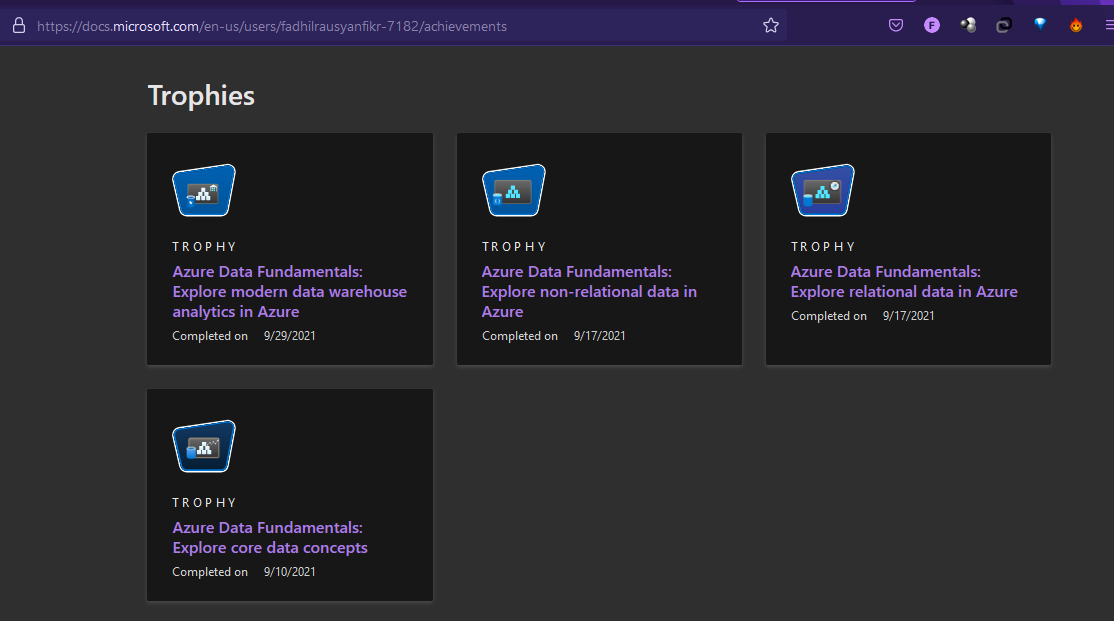 https://docs.microsoft.com/en-us/users/fadhilrausyanfikr-7182/achievements
F
Trophies
TROPHY
Azure Data Fundamentals:
Explore modern data warehouse
analytics in Azure
Completed on 9/29/2021
TROPHY
Azure Data Fundamentals:
Explore non-relational data in
Azure
Completed on 9/17/2021
TROPHY
Azure Data Fundamentals:
Explore relational data in Azure
Completed on 9/17/2021
TROPHY
Azure Data Fundamentals:
Explore core data concepts
Completed on 9/10/2021